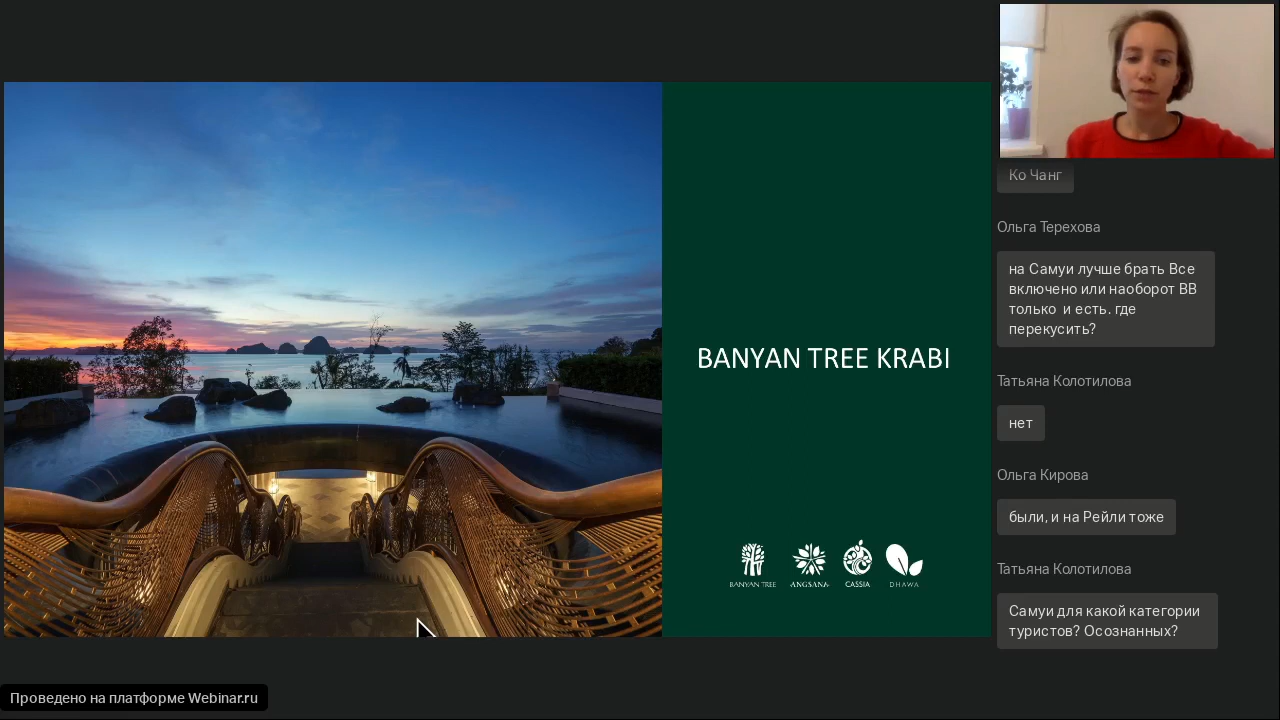 BANYAN TREE KRABI
BANYAN TREE
ANGSANA
CASSIA
DHAWA
Ко Чанг
Ольга Терехова
на Самуи лучше брать Все
включено или наоборот ВВ
только и есть. где
перекусить?
Татьяна Колотилова
нет
Ольга Кирова
были, и на Рейли тоже
Татьяна Колотилова
Самуи для какой категории
туристов? Осознанных?
Проведено на платформе Webinar.ru